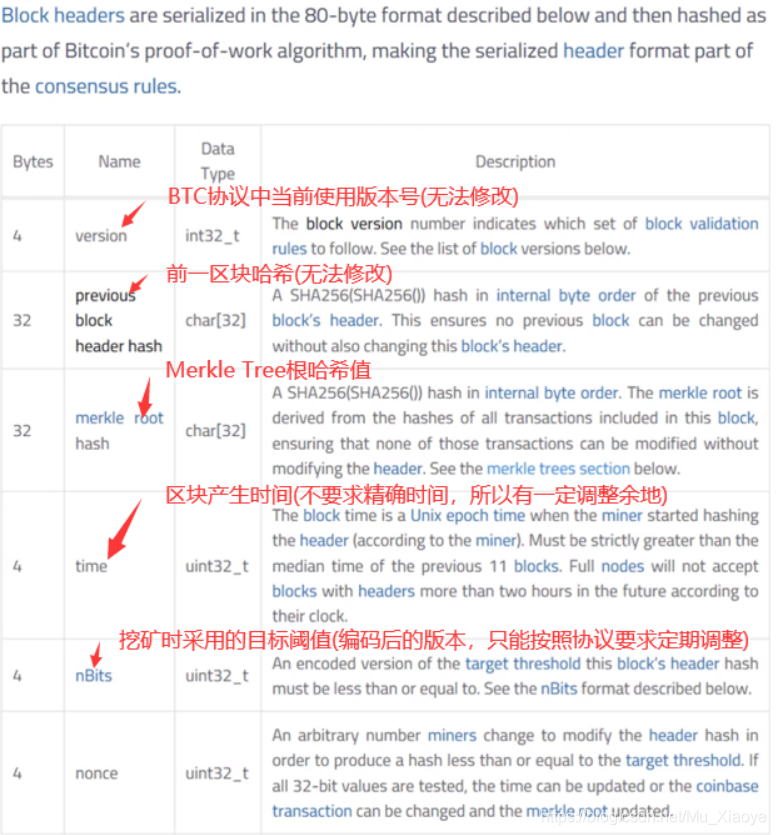 Block headers are serialized in the 80-byte format described below and then hashed as
part of Bitcoin’s proof-of-work algorithm, making the serialized header format part of
the consensus rules.
Bytes Name Data Type Description
BTC协议中当前使用版本号(无法修改)
4 version int32_t The block version number indicates which set of block validation
rules to follow. See the list of block versions below.
前一区块哈希(无法修改)
32 previous block header hash char[32] A SHA256(SHA256()) hash in internal byte order of the previous
block’s header. This ensures no previous block can be changed
without also changing this block’s header.
Merkle Tree根哈希值
32 merkle root hash char[32] A SHA256(SHA256()) hash in internal byte order. The merkle root is
derived from the hashes of all transactions included in this block,
ensuring that none of those transactions can be modified without
modifying the header. See the merkle trees section below.
区块产生时间(不要求精确时间，所以有一定调整余地)
4 time uint32_t The block time is a Unix epoch time when the miner started hashing
the header (according to the miner). Must be strictly greater than the
median time of the previous 11 blocks. Full nodes will not accept
blocks with headers more than two hours in the future according to
their clock.
挖矿时采用的目标阈值(编码后的版本，只能按照协议要求定期调整)
4 nBits uint32_t An encoded version of the target threshold this block’s header hash
must be less than or equal to. See the nBits format described below.
4 nonce uint32_t An arbitrary number miners change to modify the header hash in
order to produce a hash less than or equal to the target threshold. If
all 32-bit values are tested, the time can be updated or the coinbase
transaction can be changed and the merkle root updated.
https://blog.csdn.net/Mu_Xiaoye